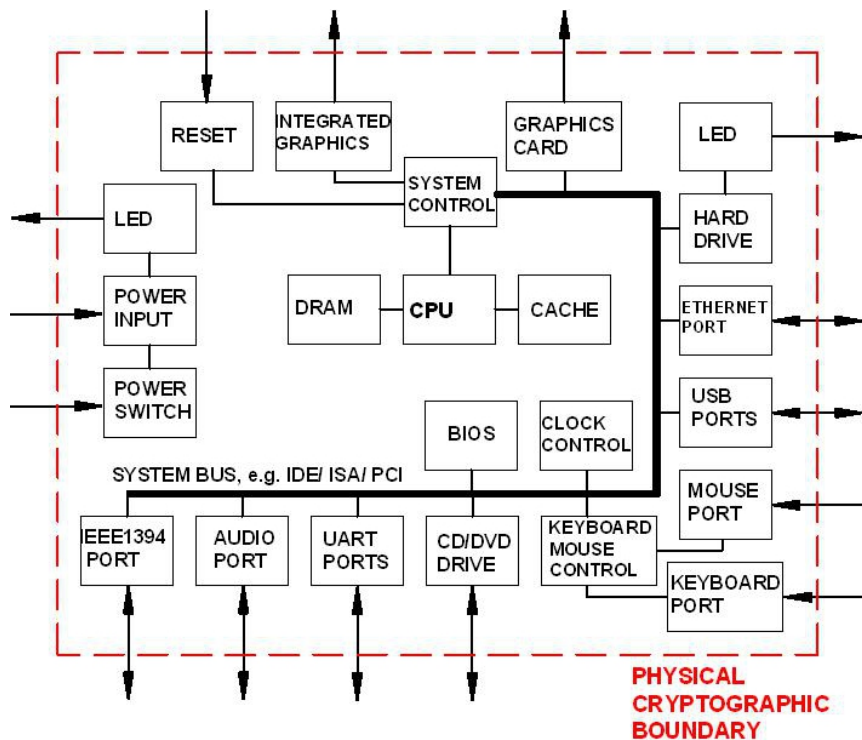 RESET
INTEGRATED
GRAPHICS
GRAPHICS
CARD
LED
SYSTEM
CONTROL
LED
HARD
DRIVE
POWER
INPUT
DRAM
CPU
CACHE
ETHERNET
PORT
POWER
SWITCH
USB
PORTS
BIOS
CLOCK
CONTROL
SYSTEM BUS, e.g. IDE/ ISA/ PCI
MOUSE
PORT
IEEE1394
PORT
AUDIO
PORT
UART
PORTS
CD/DVD
DRIVE
KEYBOARD
MOUSE
CONTROL
KEYBOARD
PORT
PHYSICAL
CRYPTOGRAPHIC
BOUNDARY